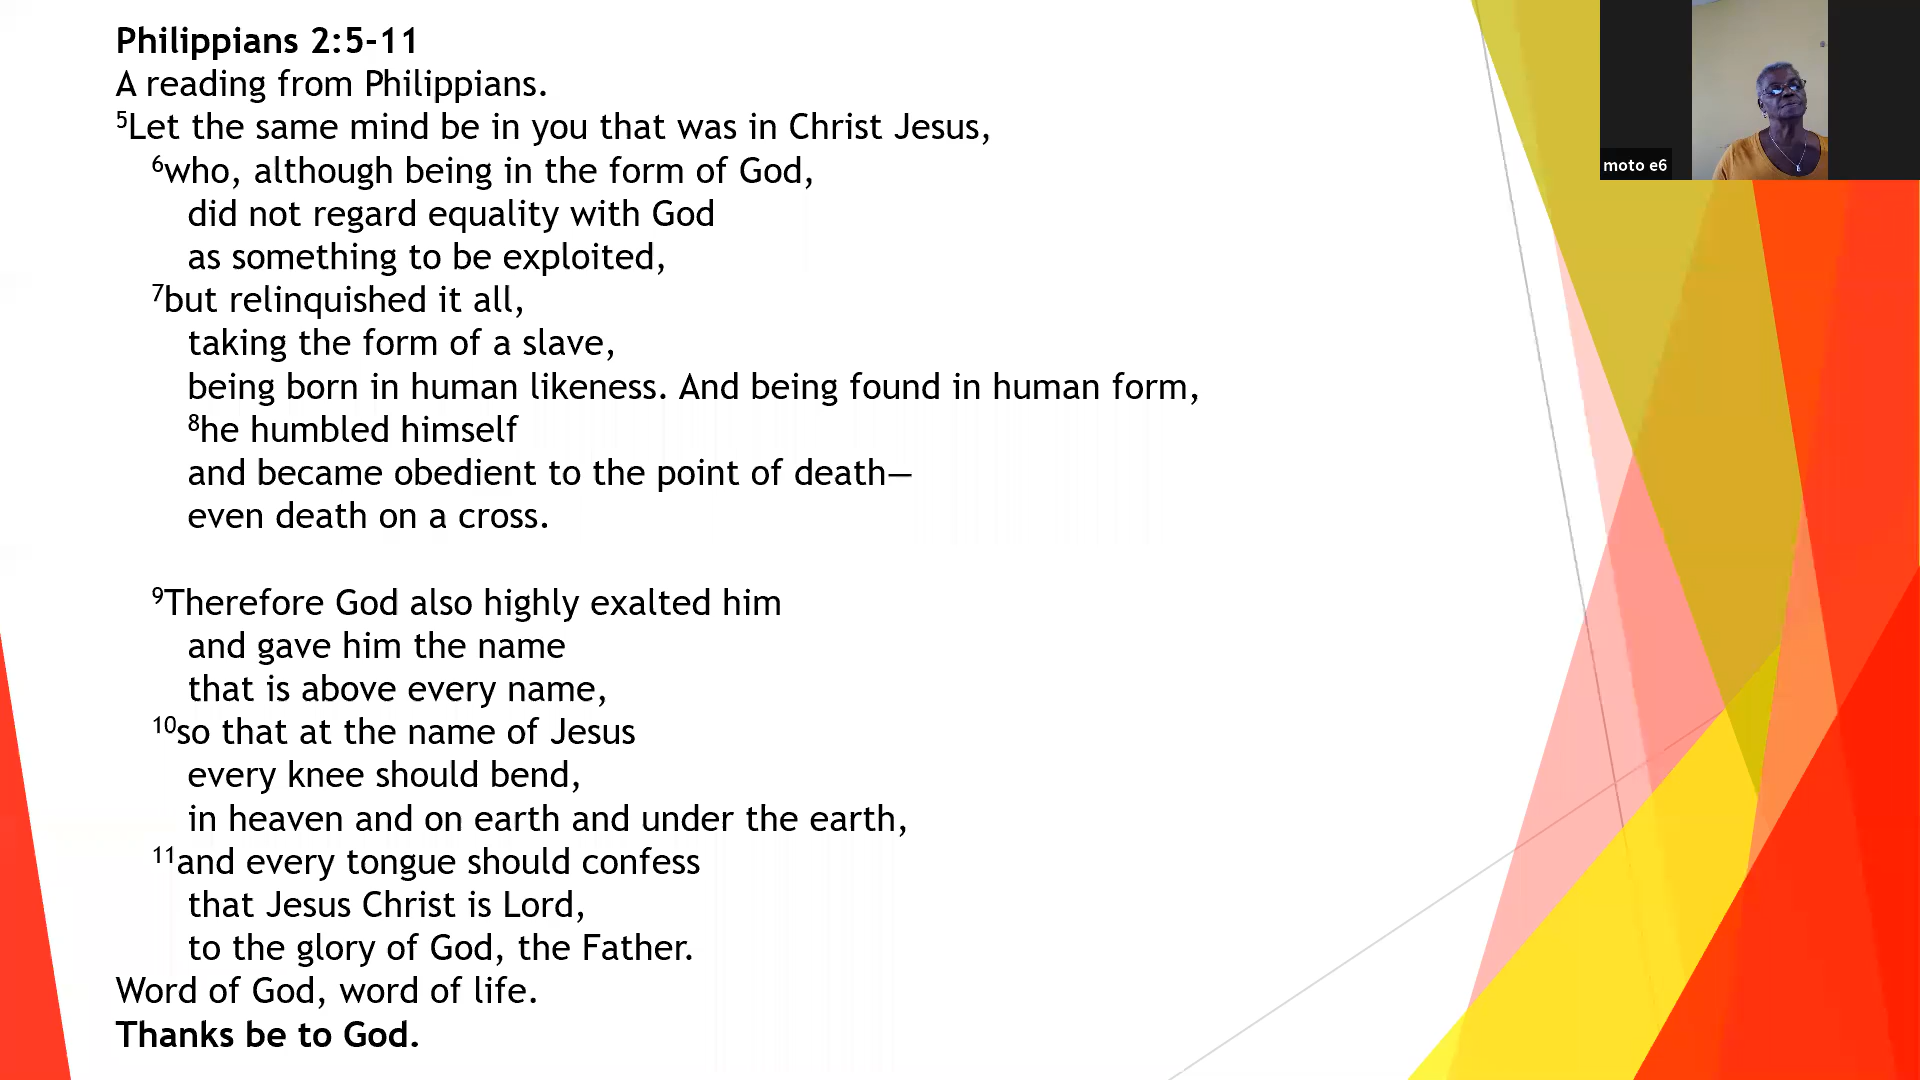 Philippians 2:5-11
A reading from Philippians.
⁵Let the same mind be in you that was in Christ Jesus,
⁶who, although being in the form of God,
did not regard equality with God
as something to be exploited,
⁷but relinquished it all,
taking the form of a slave,
being born in human likeness. And being found in human form,
⁸he humbled himself
and became obedient to the point of death—
even death on a cross.
⁹Therefore God also highly exalted him
and gave him the name
that is above every name,
¹⁰so that at the name of Jesus
every knee should bend,
in heaven and on earth and under the earth,
¹¹and every tongue should confess
that Jesus Christ is Lord,
to the glory of God, the Father.
Word of God, word of life.
Thanks be to God.
moto e6